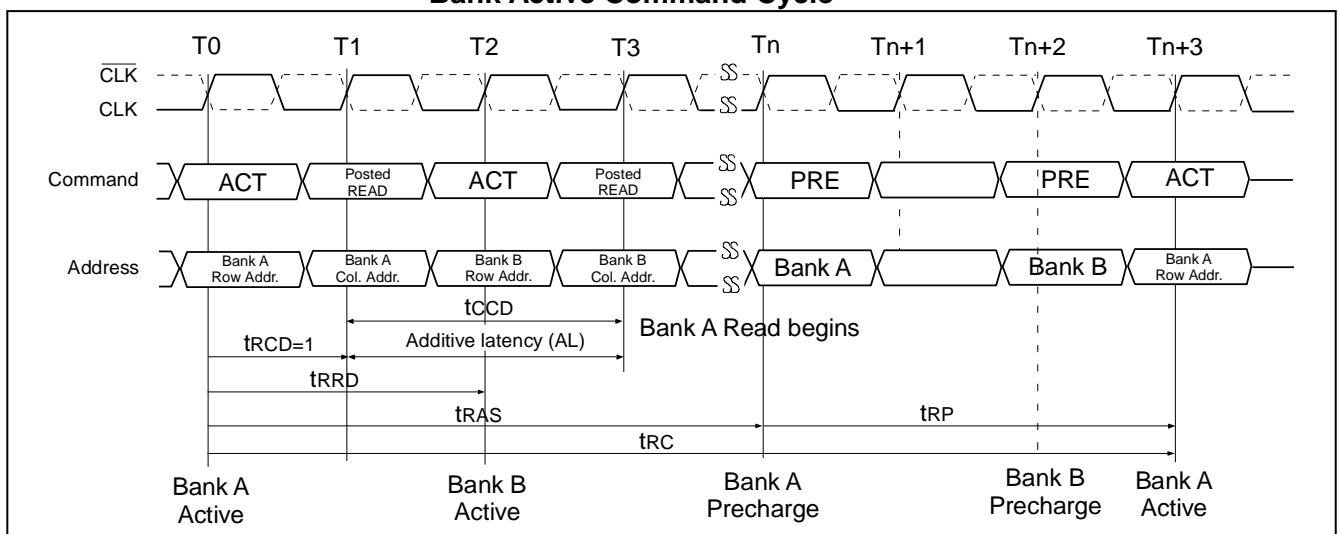 Bank Active Command Cycle
T0 T1 T2 T3 Tn Tn+1 Tn+2 Tn+3
CLK
CLK
Command ACT Posted READ ACT Posted READ PRE PRE ACT
Address Bank A Row Addr. Bank A Col. Addr. Bank B Row Addr. Bank B Col. Addr. Bank A Bank B Bank A Row Addr.
tCCD
Bank A Read begins
tRCD=1 Additive latency (AL)
tRRD
tRAS tRP
tRC
Bank A Active Bank B Active Bank A Precharge Bank B Precharge Bank A Active